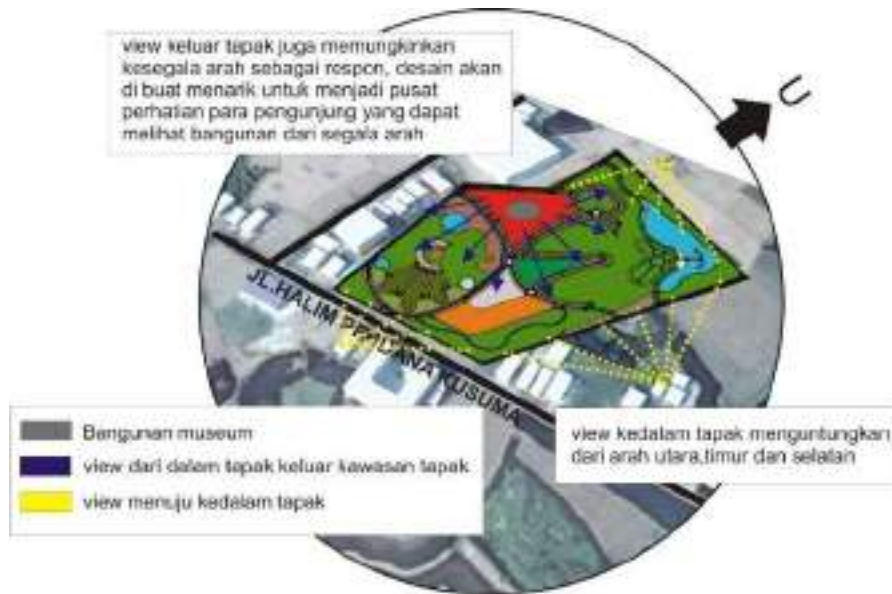 view keluar tapak juga memungkinkan
kesegala arah sebagai respon, desain akan
di buat menarik untuk menjadi pusat
perhatian para pengunjung yang dapat
melihat bangunan dari segala arah
U
JL.HALIM PERDANA KUSUMA
Bangunan museum
view dari dalam tapak keluar kawasan tapak
view menuju kedalam tapak
view kedalam tapak menguntungkan
dari arah utara,timur dan selatan